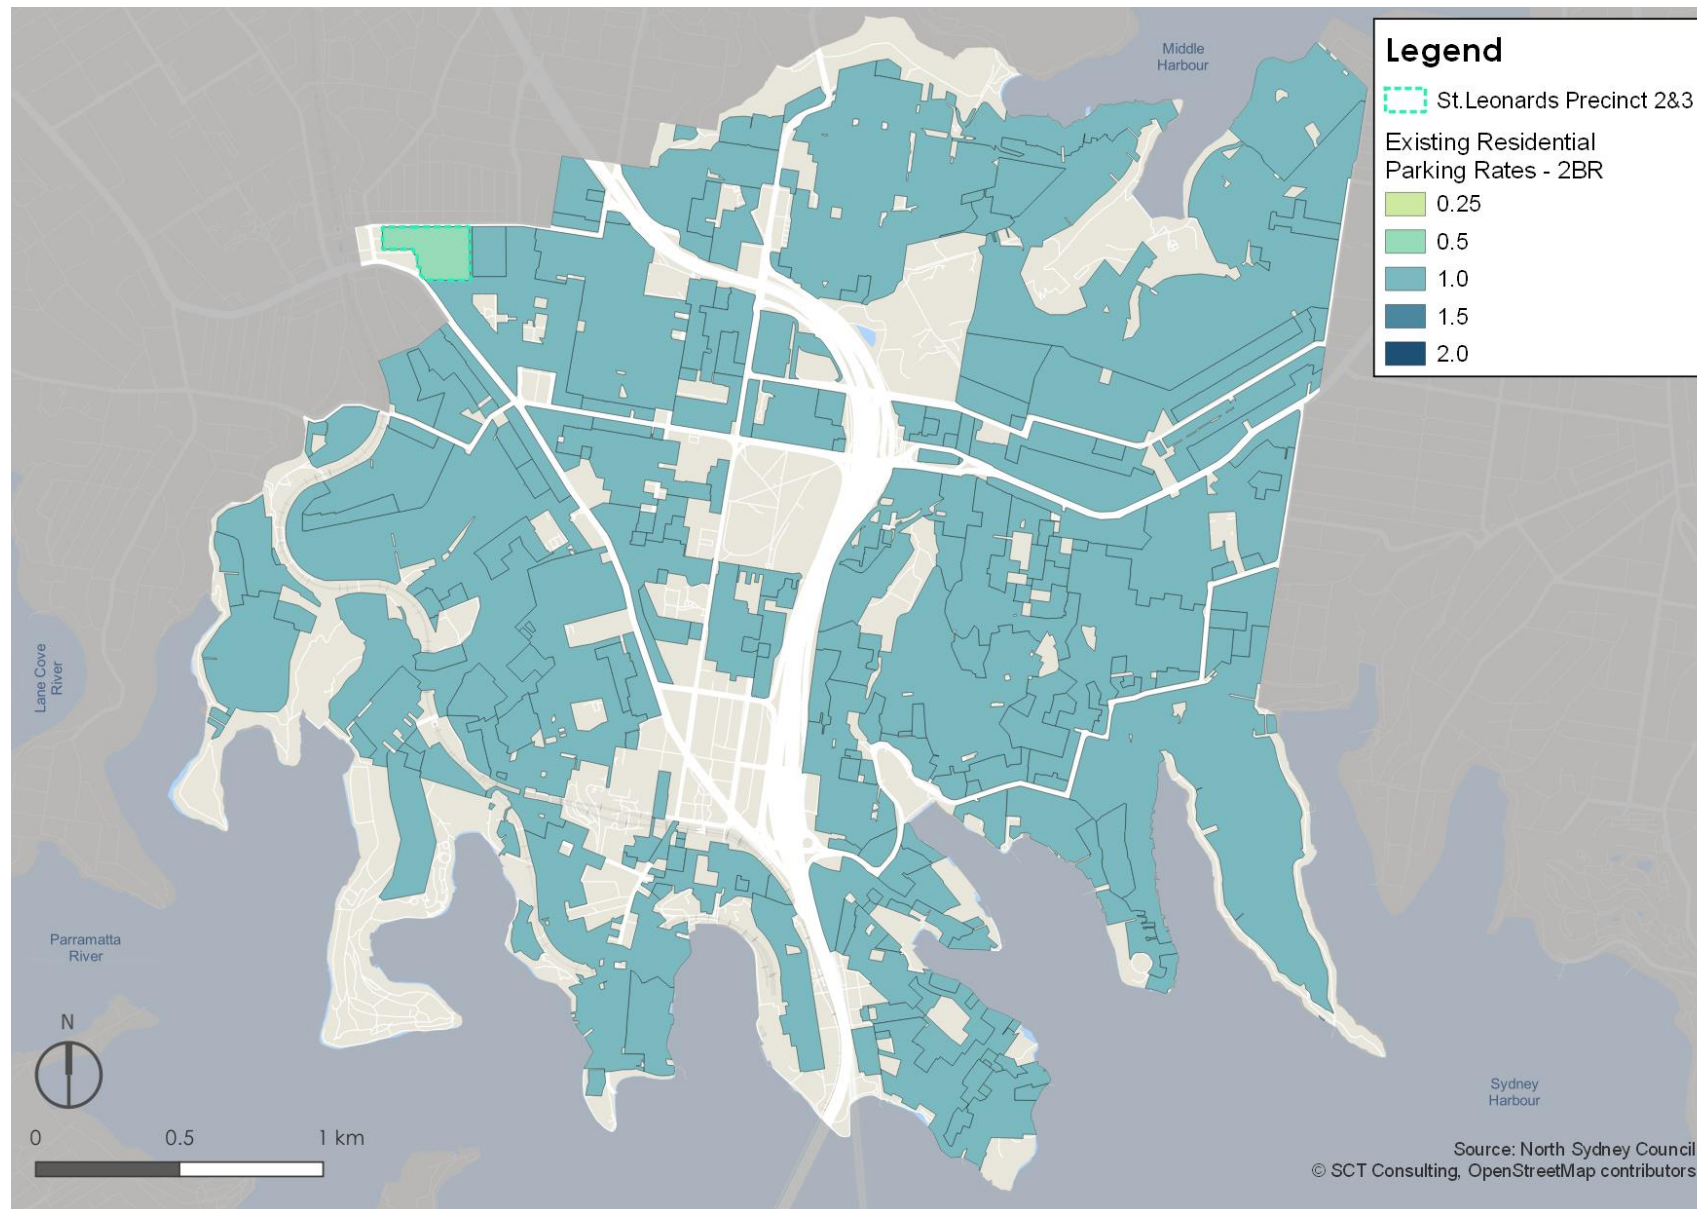 Middle
Harbour
Legend
St.Leonards Precinct 2&3
Existing Residential
Parking Rates - 2BR
0.25
0.5
1.0
1.5
2.0
Lane Cove
River
Parramatta
River
N
0 0.5 1 km
Sydney
Harbour
Source: North Sydney Council
© SCT Consulting, OpenStreetMap contributors